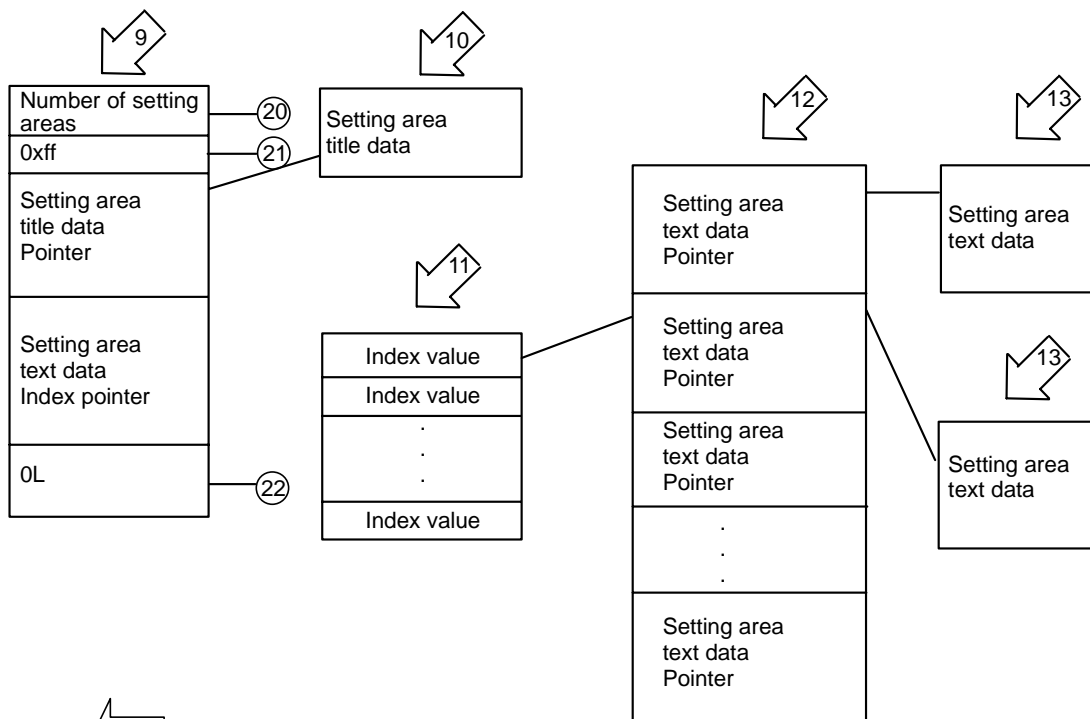 9
Number of setting
areas
20
0xff
21
Setting area
title data
Pointer
Setting area
text data
Index pointer
0L
22
10
Setting area
title data
11
Index value
Index value
.
.
.
Index value
12
Setting area
text data
Pointer
Setting area
text data
Pointer
Setting area
text data
Pointer
.
.
.
Setting area
text data
Pointer
13
Setting area
text data
13
Setting area
text data